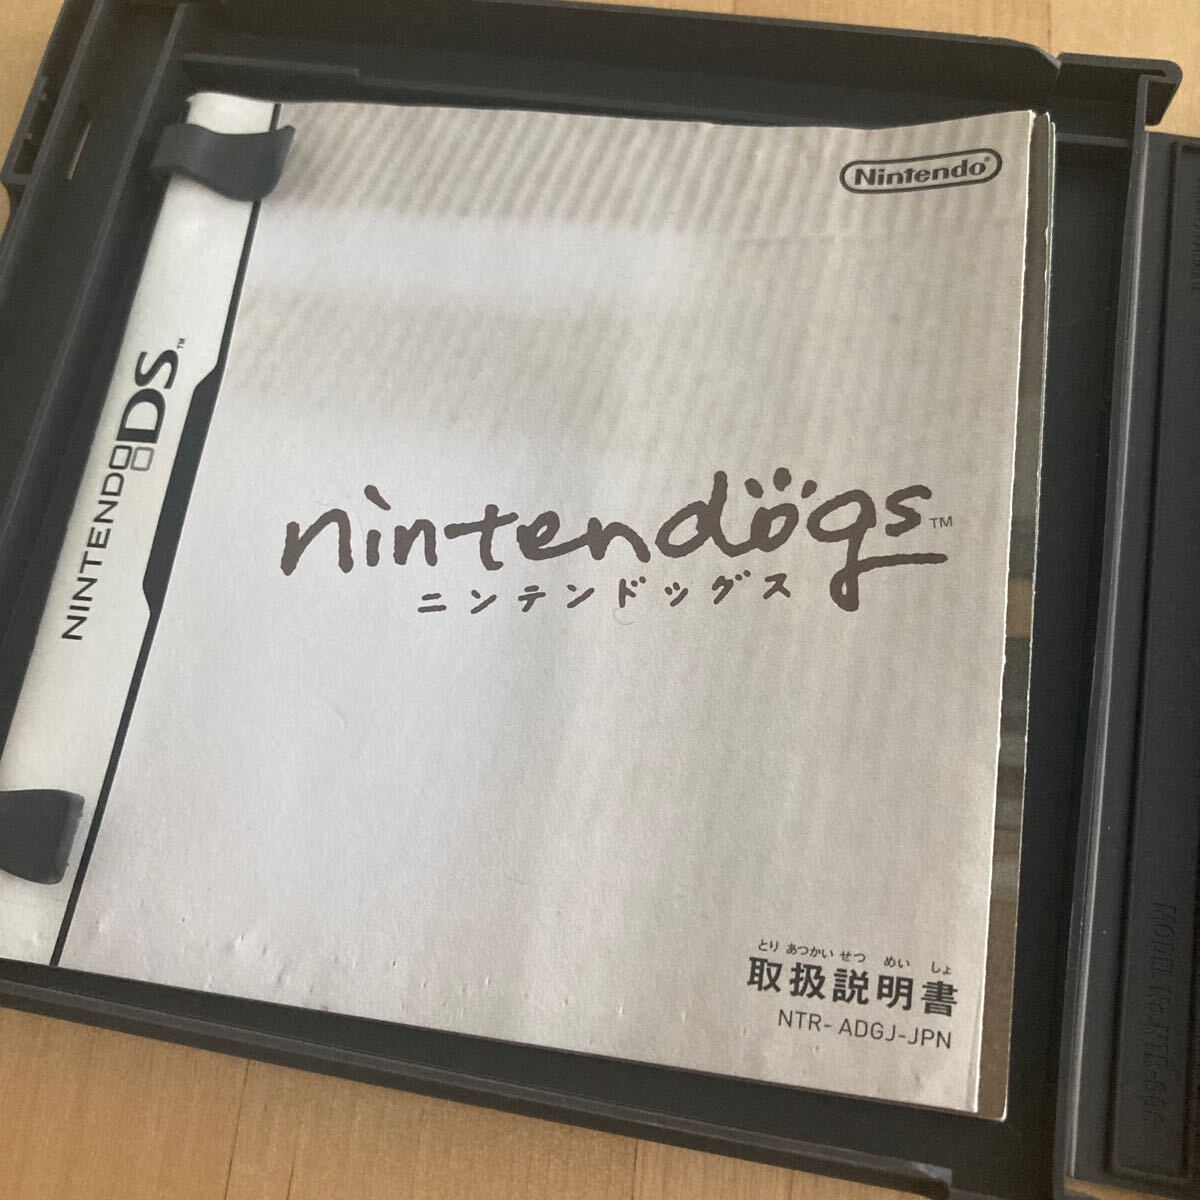 Nintendo®
NINTENDO DS™
nintendogs™
ニンテンドッグス
とり あつかい せつ めい しょ
取扱説明書
NTR- ADGJ-JPN